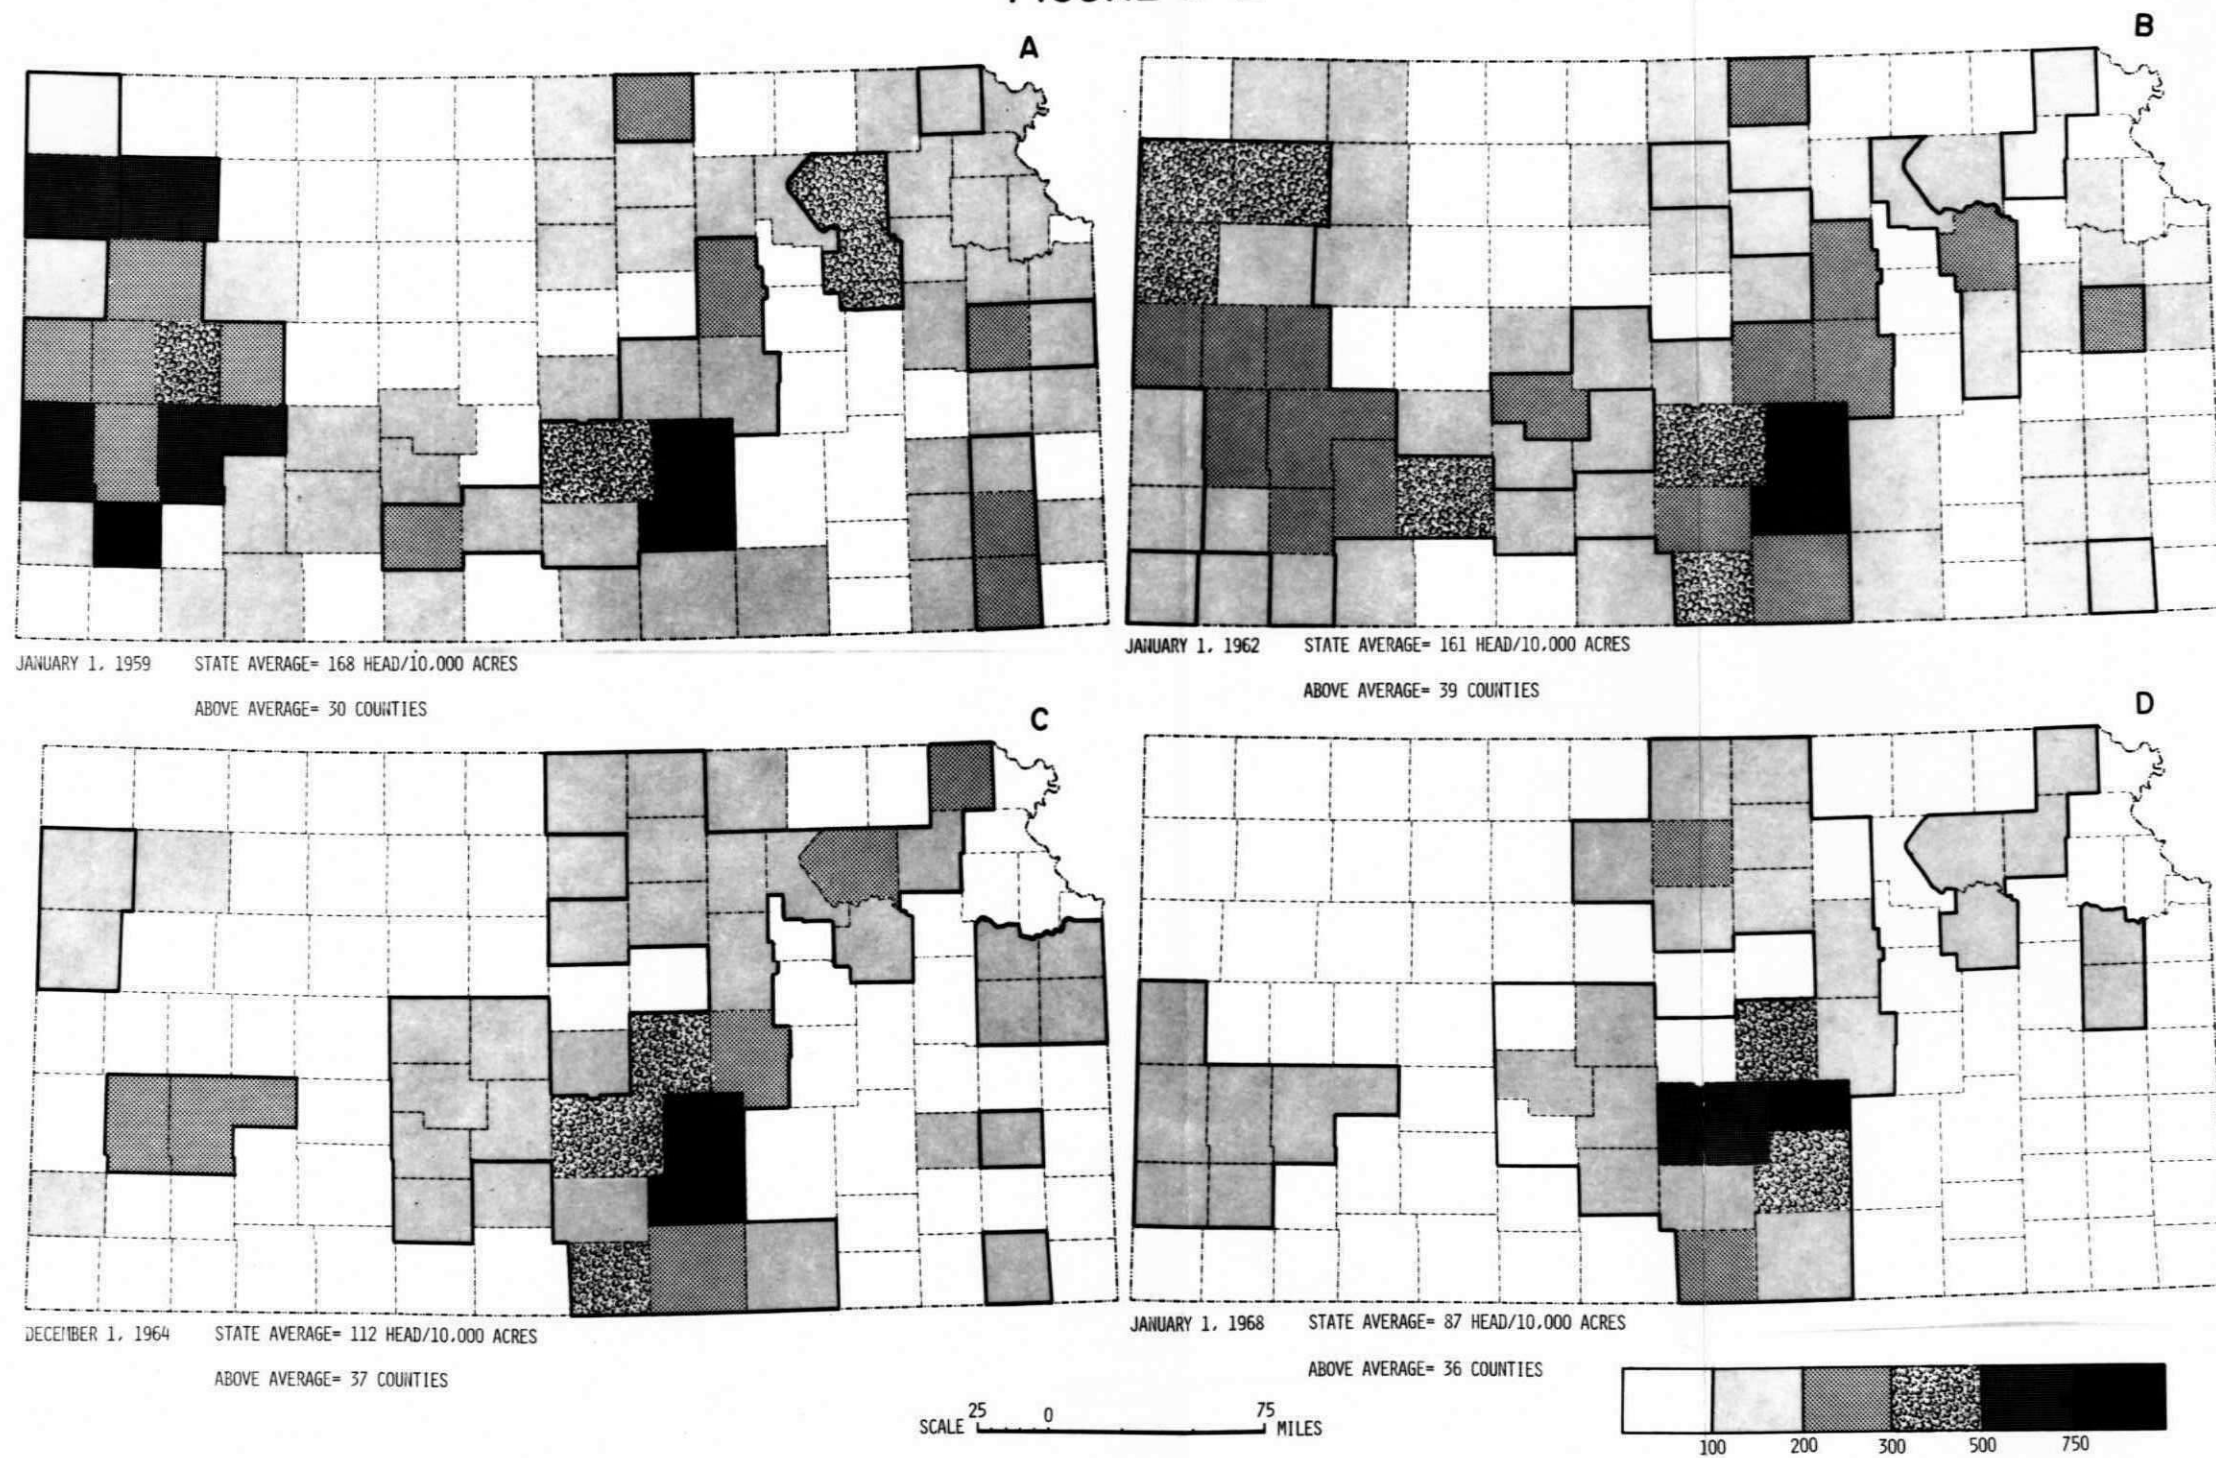 A
B
JANUARY 1, 1959 STATE AVERAGE= 168 HEAD/10,000 ACRES
ABOVE AVERAGE= 30 COUNTIES
JANUARY 1, 1962 STATE AVERAGE= 161 HEAD/10,000 ACRES
ABOVE AVERAGE= 39 COUNTIES
C
D
DECEMBER 1, 1964 STATE AVERAGE= 112 HEAD/10,000 ACRES
ABOVE AVERAGE= 37 COUNTIES
JANUARY 1, 1968 STATE AVERAGE= 87 HEAD/10,000 ACRES
ABOVE AVERAGE= 36 COUNTIES
SCALE 25 0 75 MILES
100 200 300 500 750